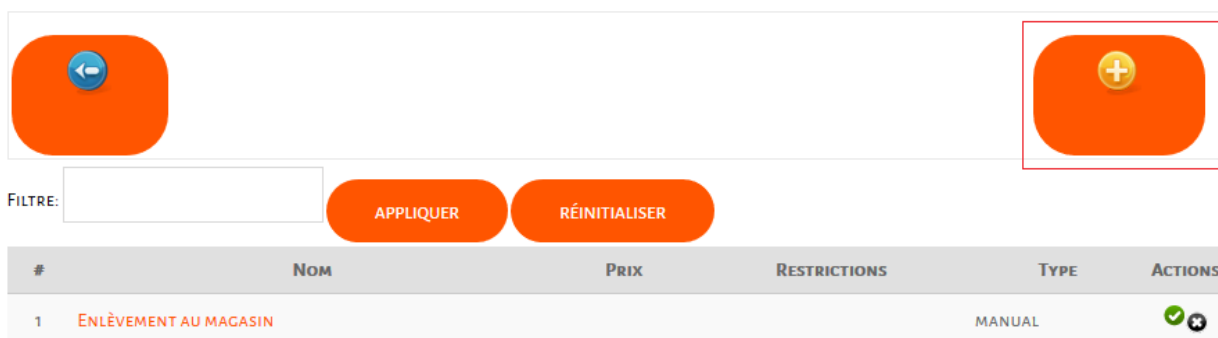 Filtre: APPLIQUER RÉINITIALISER
# Nom Prix Restrictions Type Actions
1 Enlèvement au magasin manual